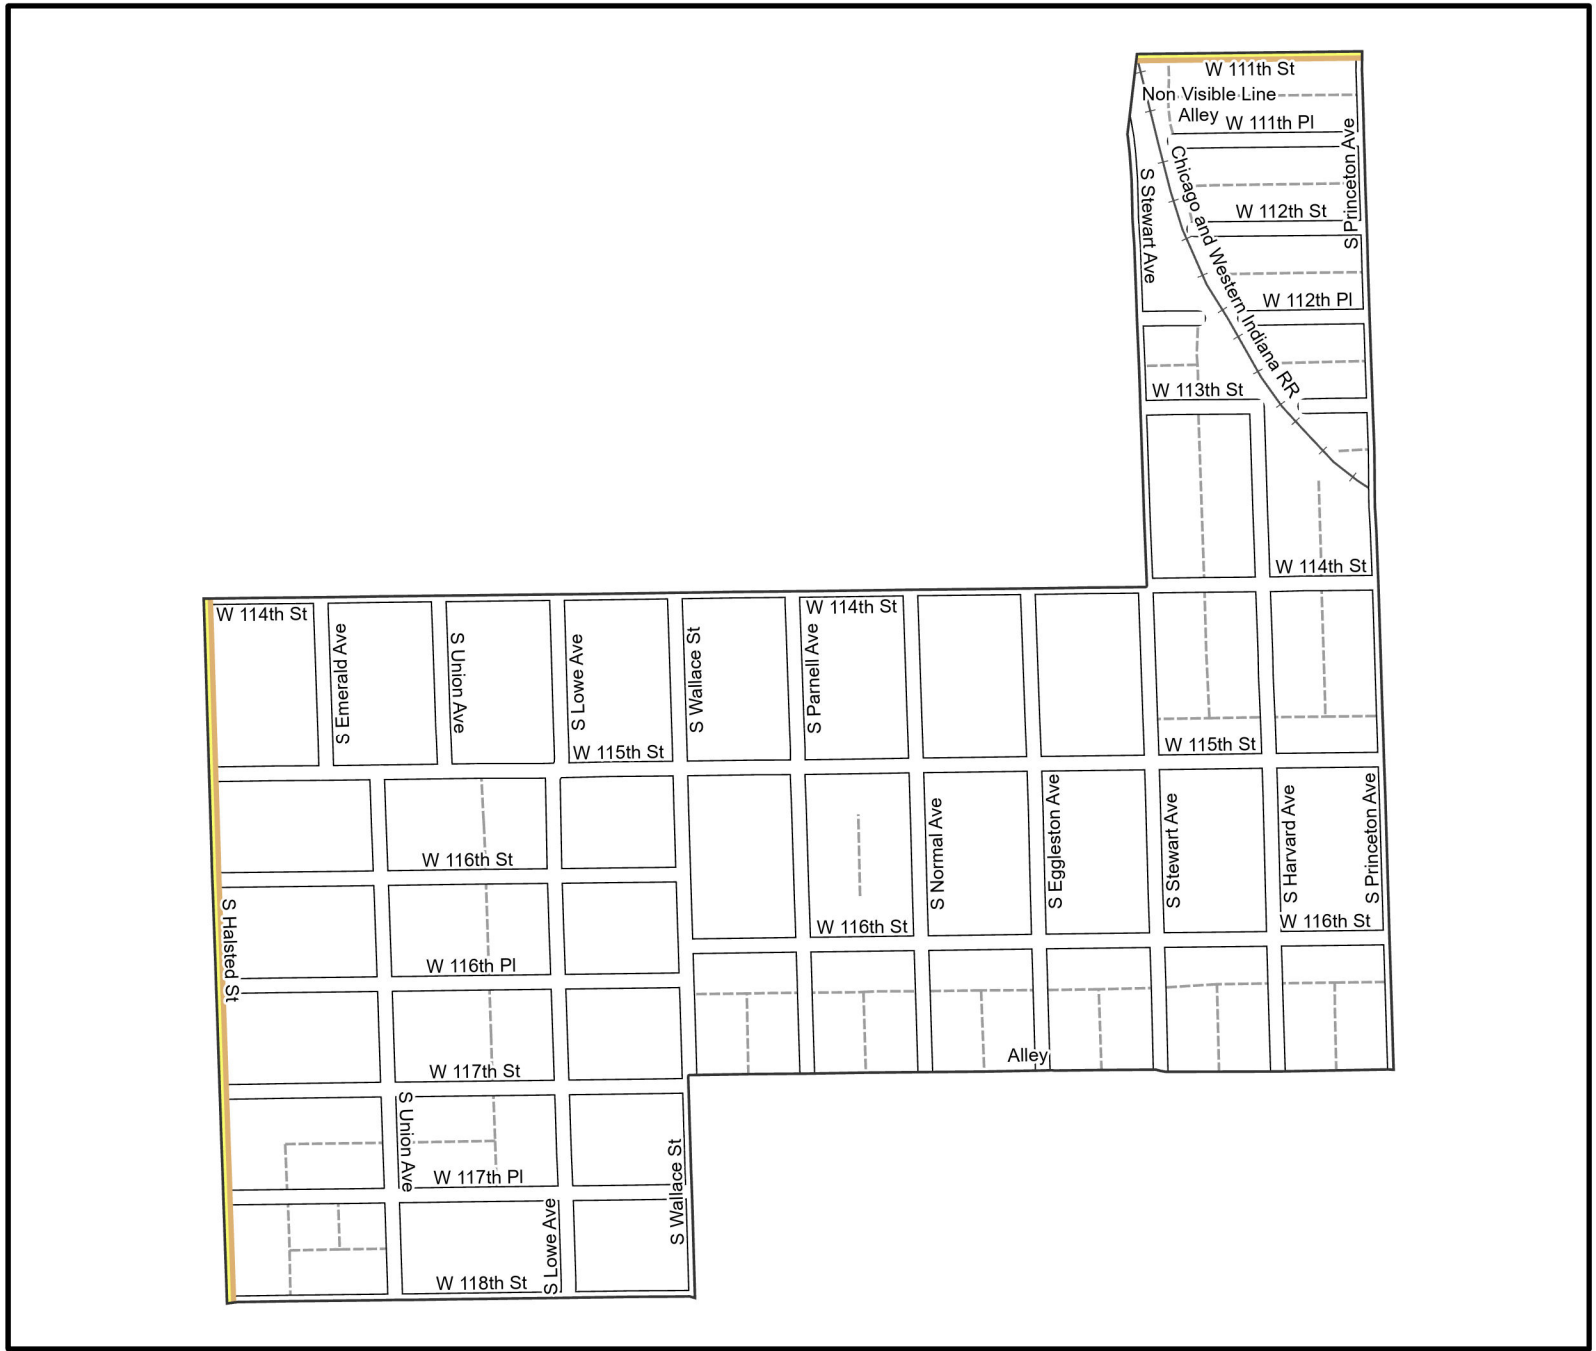 W 111th St
Non Visible Line
Alley
W 111th Pl
S Princeton Ave
Chicago and Western Indiana RR
S Stewart Ave
W 112th St
W 112th Pl
W 113th St
W 114th St
W 114th St
W 114th St
S Emerald Ave
S Union Ave
S Lowe Ave
S Wallace St
S Parnell Ave
W 115th St
W 115th St
S Normal Ave
S Eggleston Ave
S Stewart Ave
S Harvard Ave
S Princeton Ave
W 116th St
W 116th St
W 116th St
S Halsted St
W 116th Pl
Alley
W 117th St
S Union Ave
W 117th Pl
S Wallace St
S Lowe Ave
W 118th St